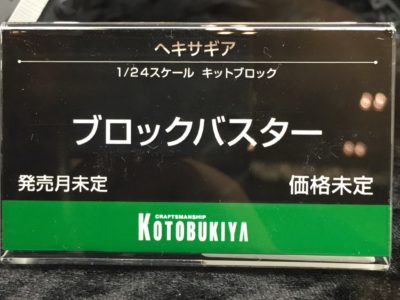 ヘキサギア
1/24スケール キットブロック
ブロックバスター
発売月未定 価格未定
CRAFTSMANSHIP
KOTOBUKIYA